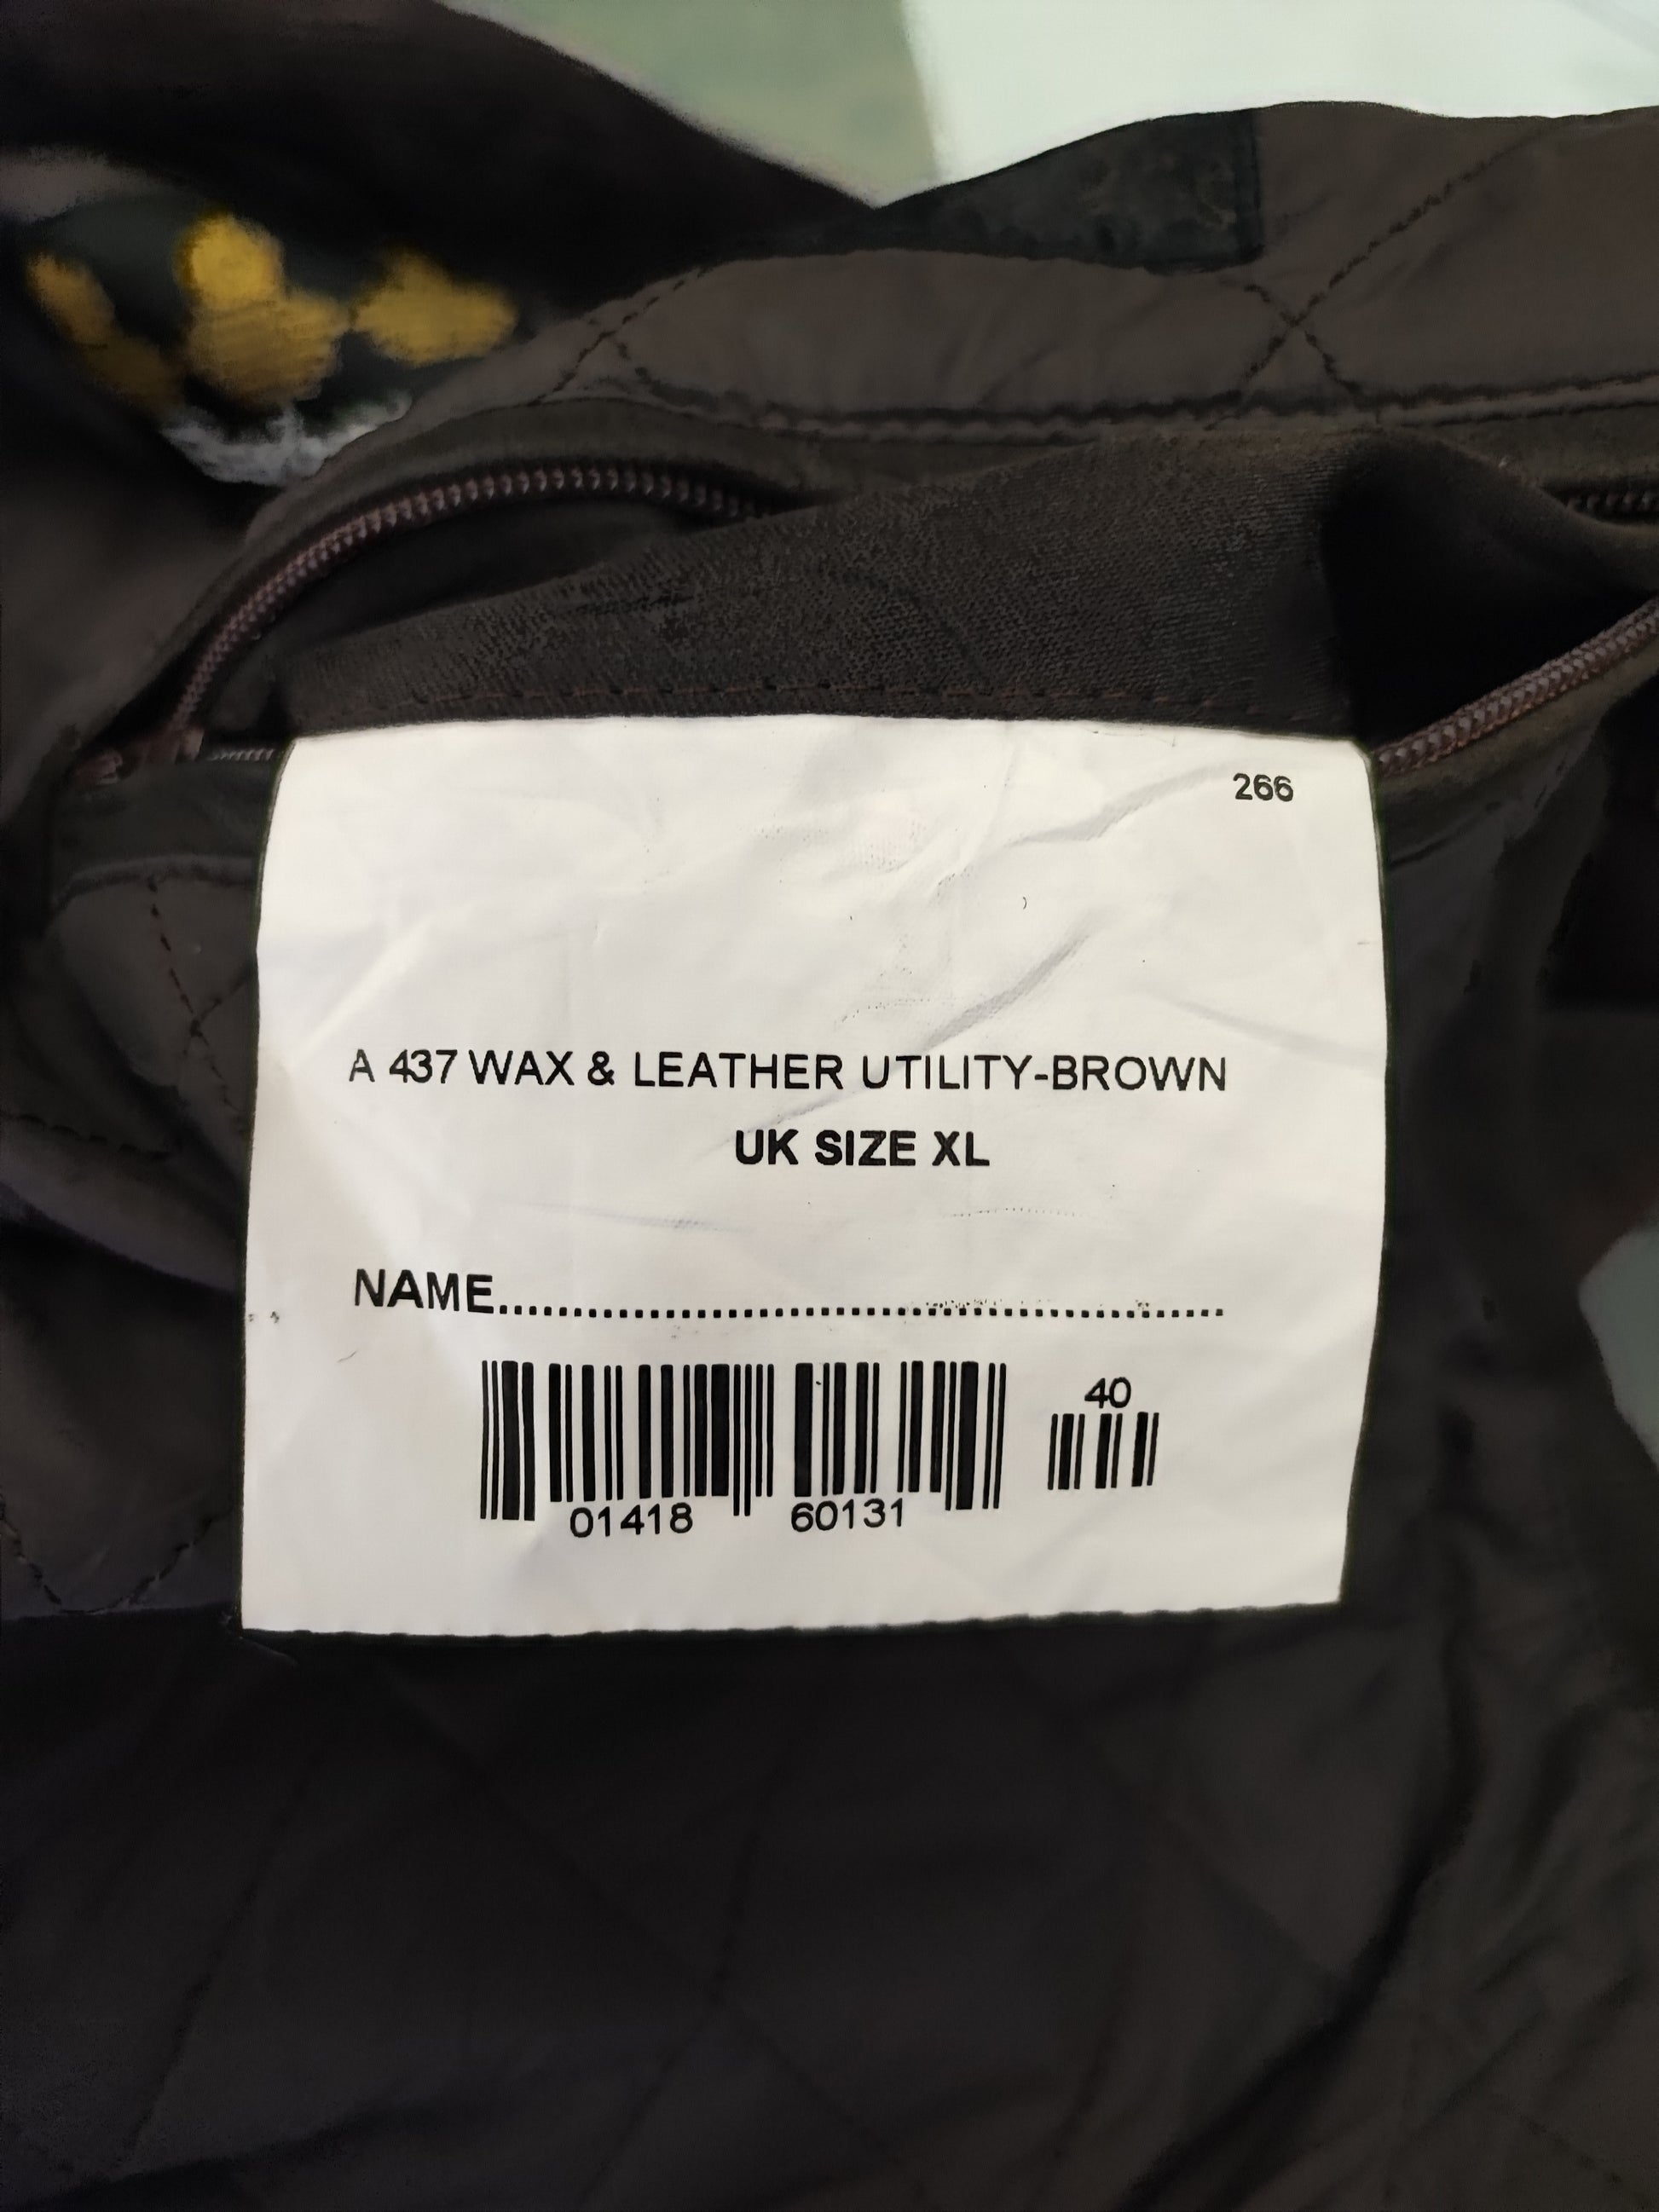 266
A 437 WAX & LEATHER UTILITY-BROWN
UK SIZE XL
NAME...............................................
40
01418 60131